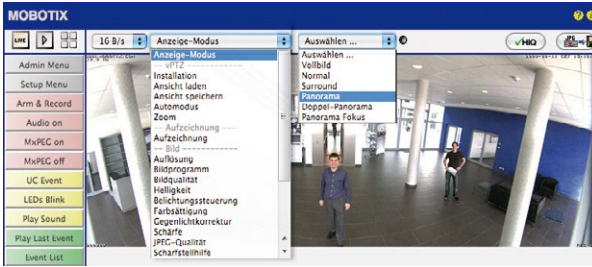 MOBOTIX
LIVE
16 B/s
Anzeige-Modus
Auswählen ...
HiQ
JPG
Admin Menu
Setup Menu
Arm & Record
Audio on
MxPEG on
MxPEG off
UC Event
LEDs Blink
Play Sound
Play Last Event
Event List
Anzeige-Modus
--- vPTZ -----------
Installation
Ansicht laden
Ansicht speichern
Automodus
Zoom
--- Aufzeichnung ----
Aufzeichnung
--- Bild -----------
Auflösung
Bildprogramm
Bildqualität
Helligkeit
Belichtungssteuerung
Farbsättigung
Gegenlichtkorrektur
Schärfe
JPEG-Qualität
Scharfstellhilfe
Auswählen ...
Vollbild
Normal
Surround
Panorama
Doppel-Panorama
Panorama Fokus